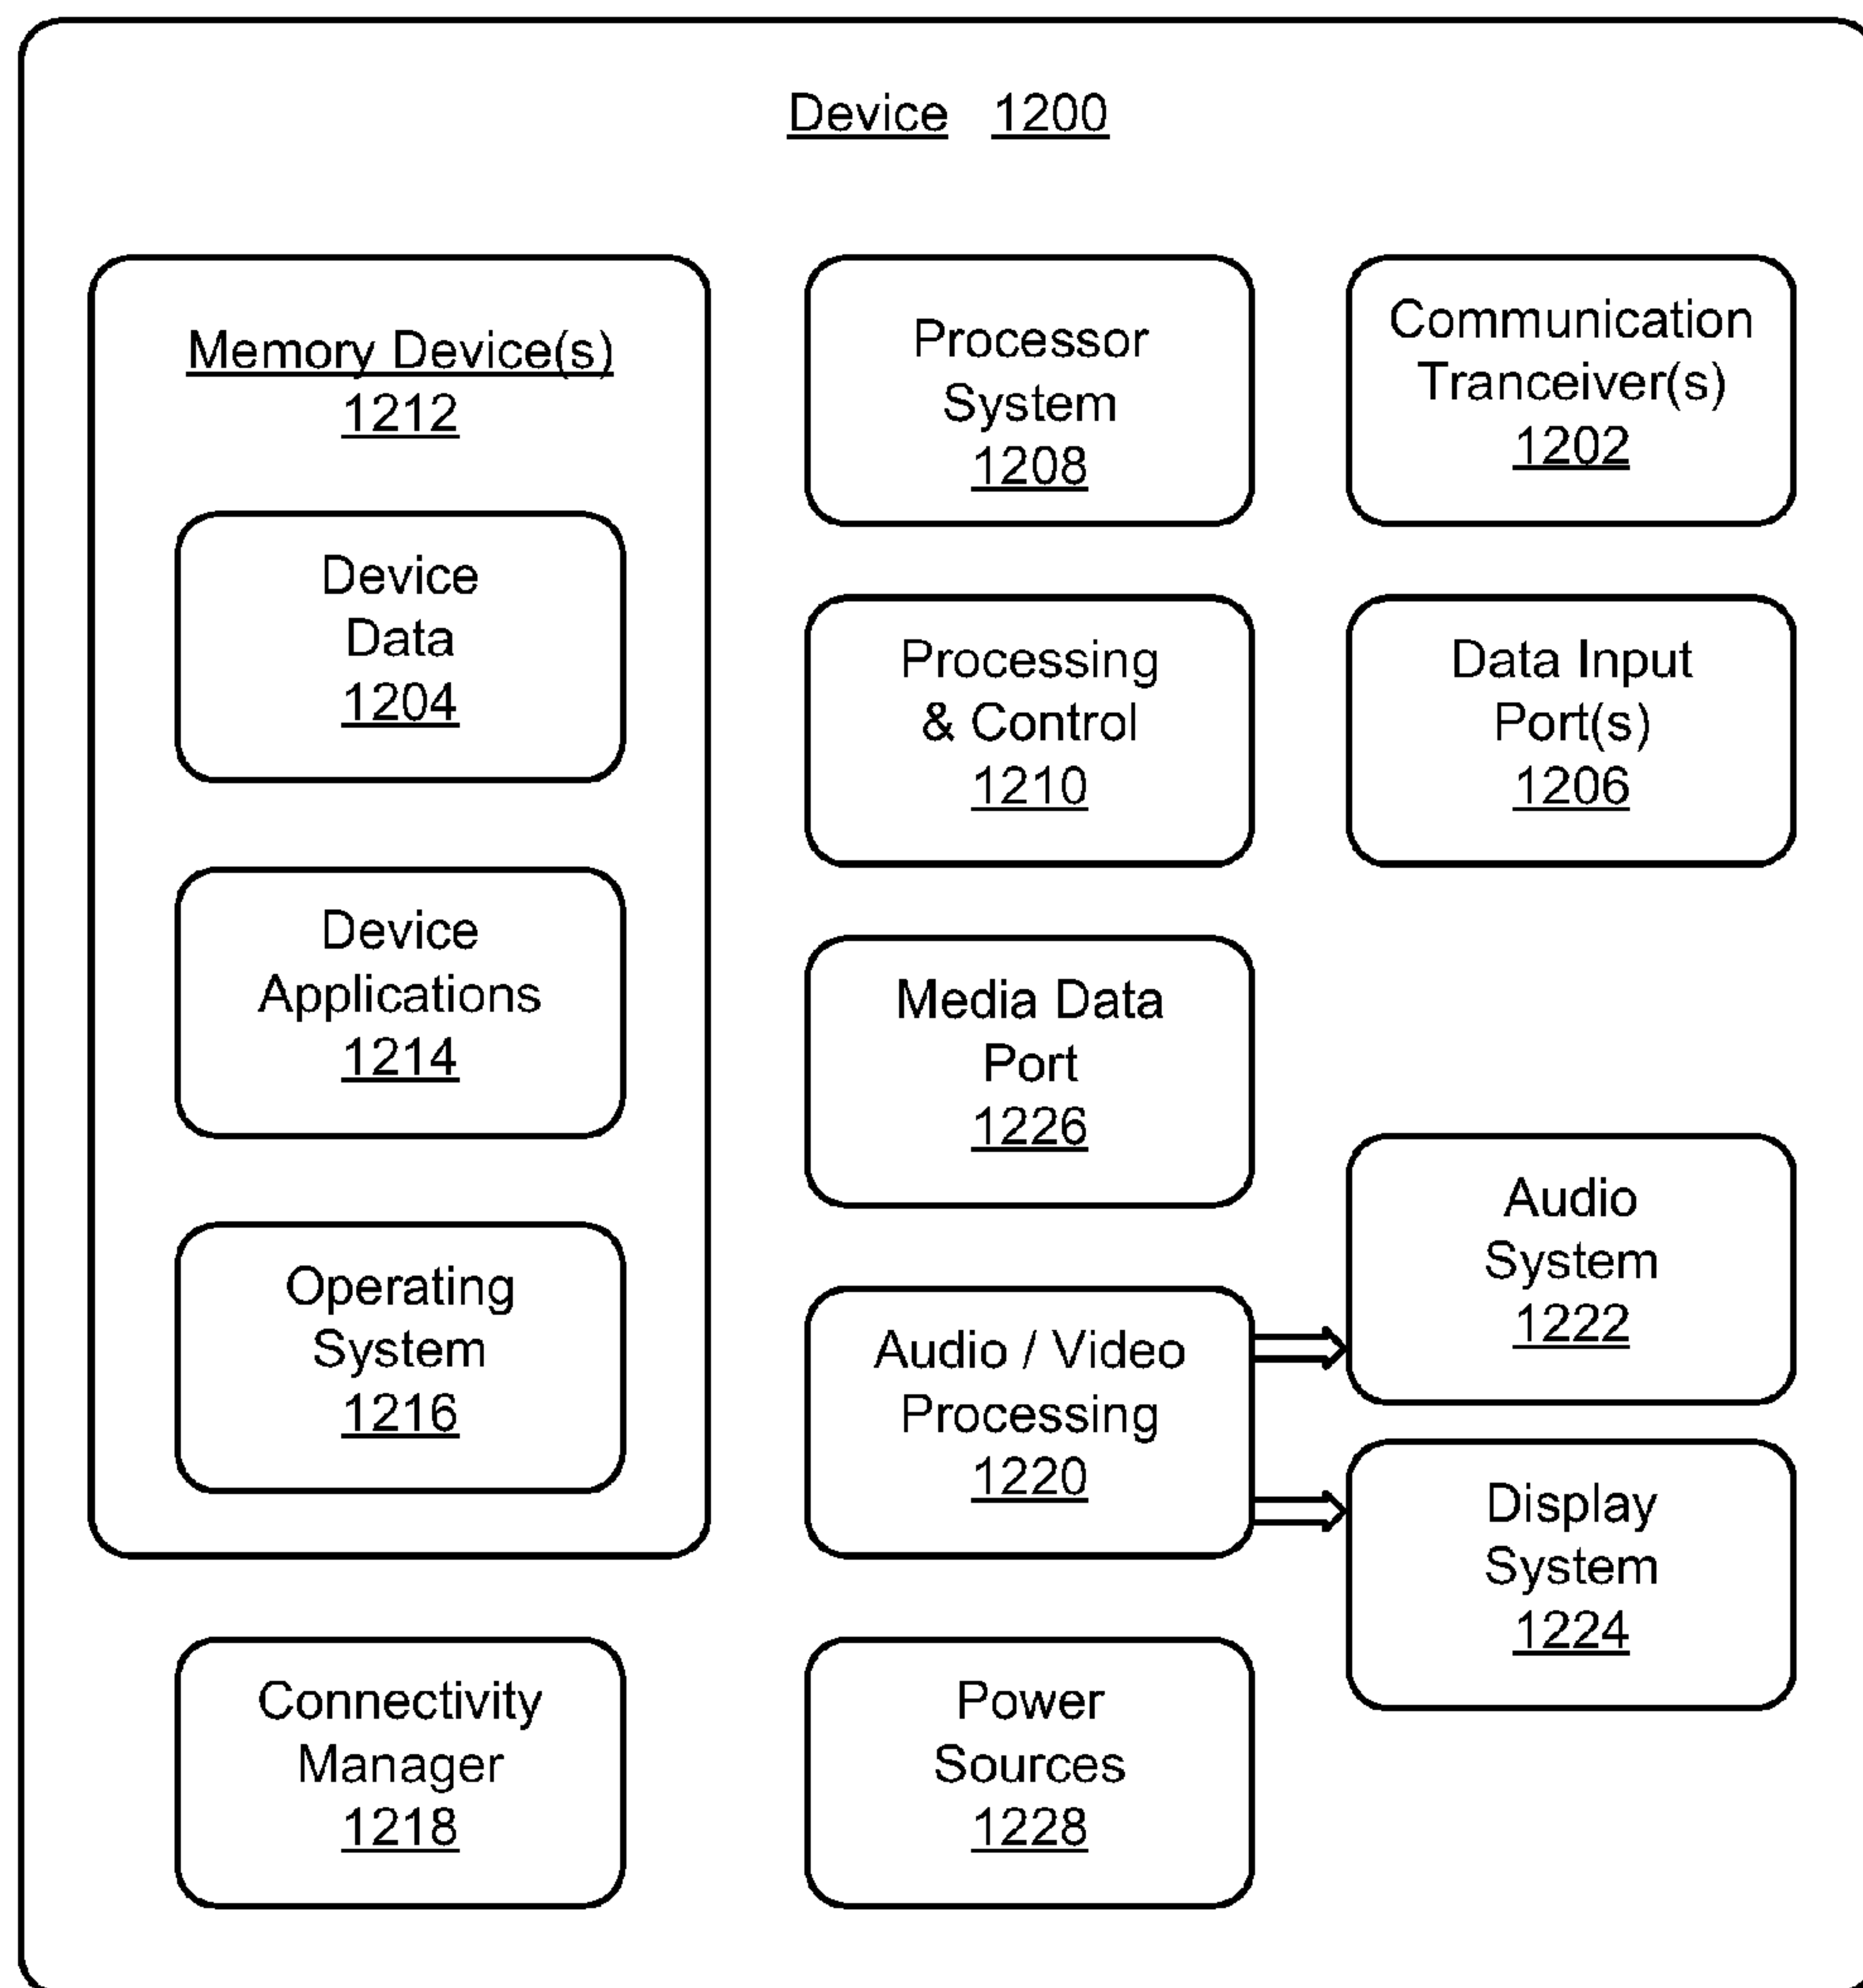 Device 1200
Memory Device(s)
1212
Device
Data
1204
Device
Applications
1214
Operating
System
1216
Connectivity
Manager
1218
Processor
System
1208
Processing
& Control
1210
Media Data
Port
1226
Audio / Video
Processing
1220
Power
Sources
1228
Communication
Tranceiver(s)
1202
Data Input
Port(s)
1206
Audio
System
1222
Display
System
1224